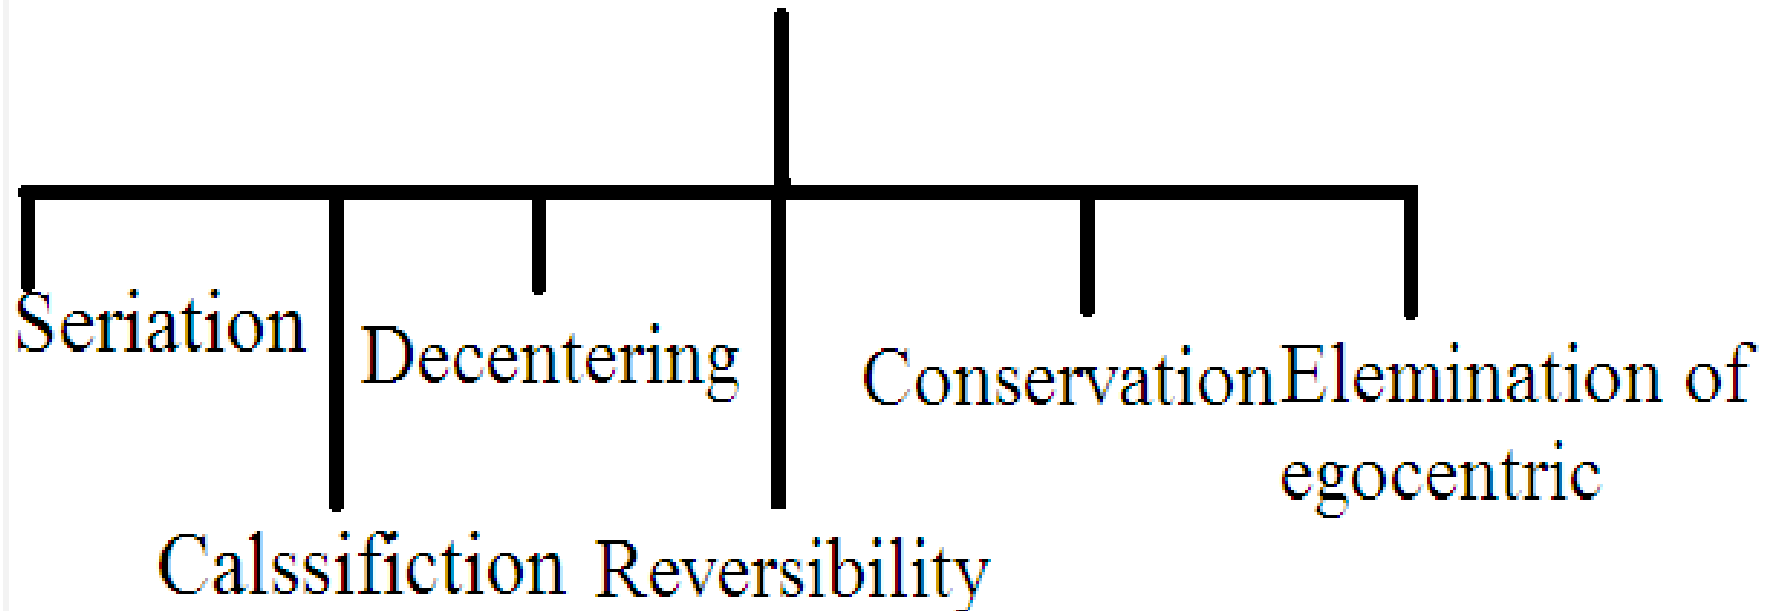 Seriation
Decentering
Conservation
Elemination of
egocentric
Calssifiction
Reversibility